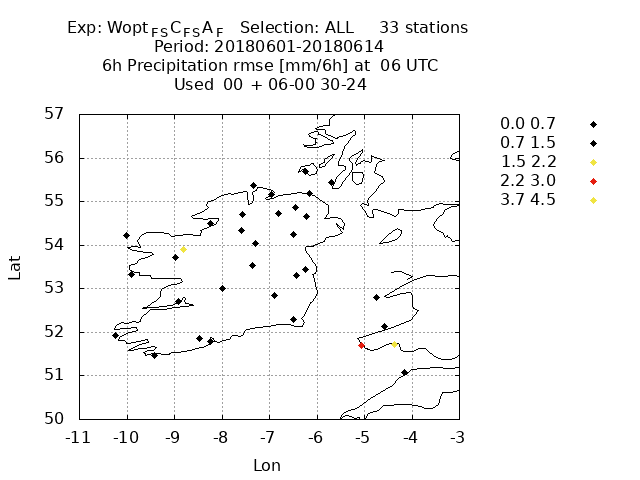 Exp: Wopt FS C FS A F Selection: ALL 33 stations
Period: 20180601-20180614
6h Precipitation rmse [mm/6h] at 06 UTC
Used 00 + 06-00 30-24
57
56
55
54
53
52
51
50
-11 -10 -9 -8 -7 -6 -5 -4 -3
Lat
Lon
0.0 0.7
0.7 1.5
1.5 2.2
2.2 3.0
3.7 4.5